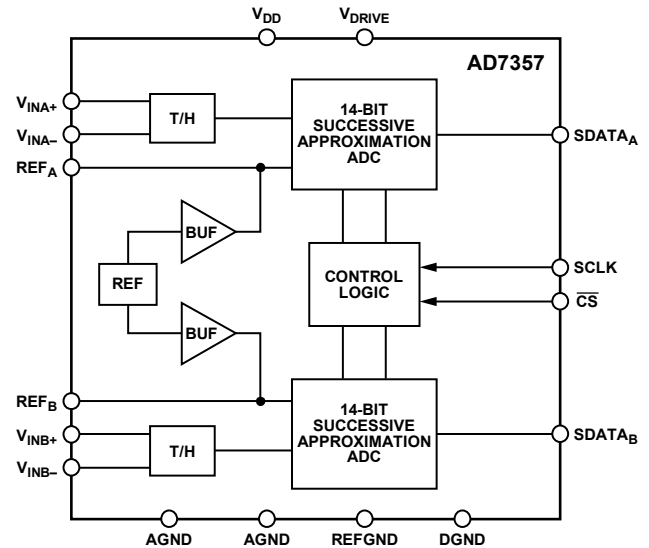 VDD
VDRIVE
AD7357
VINA+
VINA–
REFA
T/H
14-BIT
SUCCESSIVE
APPROXIMATION
ADC
SDATAA
BUF
REF
BUF
CONTROL
LOGIC
SCLK
CS
REFB
VINB+
VINB–
T/H
14-BIT
SUCCESSIVE
APPROXIMATION
ADC
SDATAB
AGND
AGND
REFGND
DGND